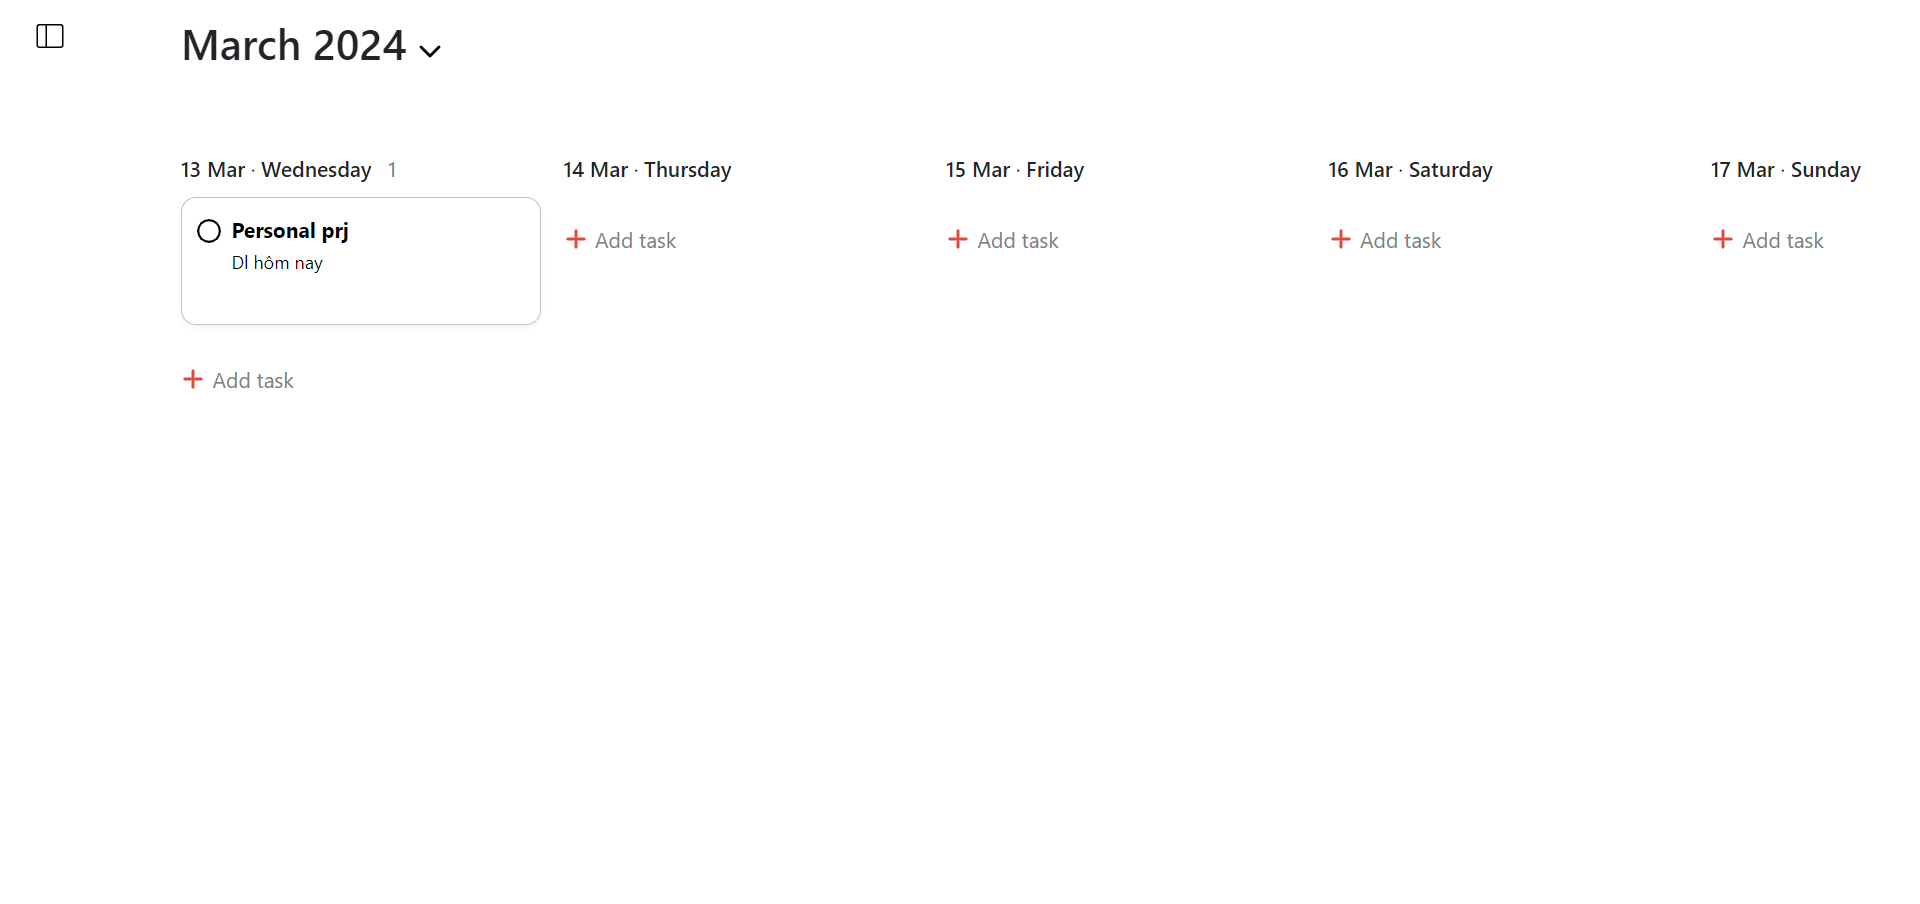 March 2024
13 Mar · Wednesday 1
Personal prj
Dl hôm nay
Add task
14 Mar · Thursday
Add task
15 Mar · Friday
Add task
16 Mar · Saturday
Add task
17 Mar · Sunday
Add task